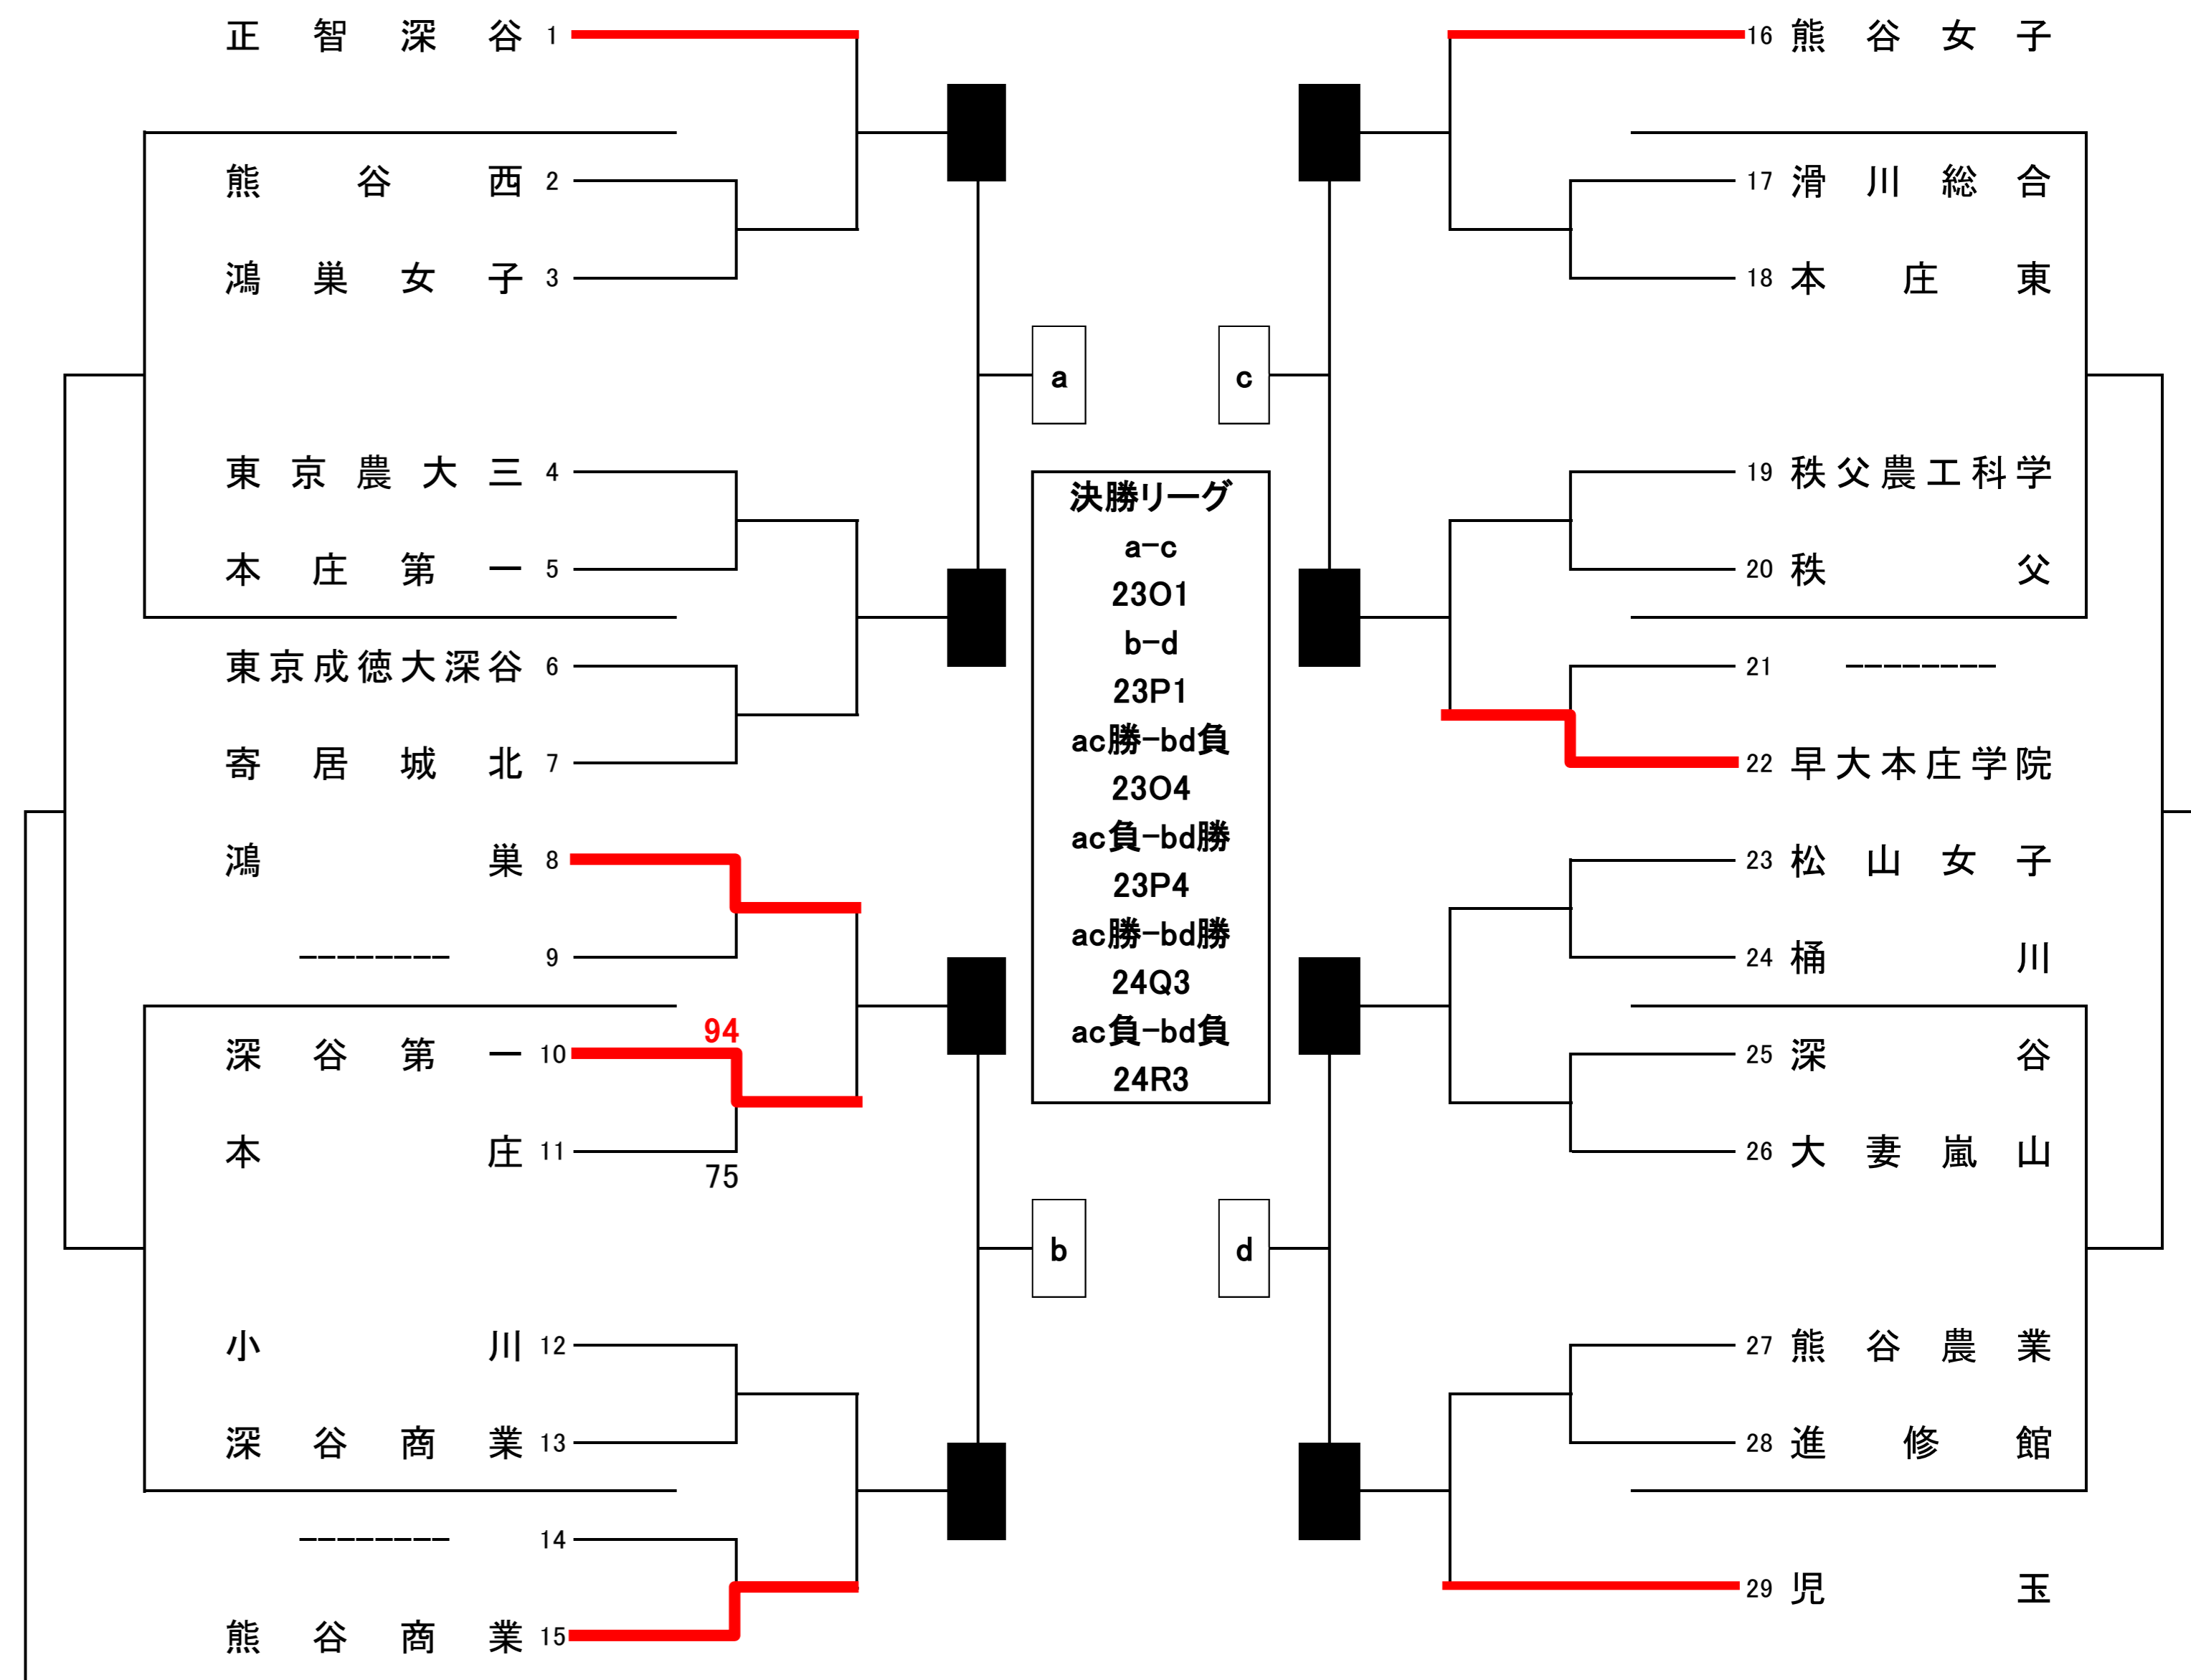 正智深谷 1
熊谷西 2
鴻巣女子 3
東京農大三 4
本庄第一 5
東京成徳大深谷 6
寄居城北 7
鴻巣 8
-------- 9
94
深谷第一 10
本庄 11
75
小川 12
深谷商業 13
-------- 14
熊谷商業 15
a
c
決勝リーグ
a-c
23O1
b-d
23P1
ac勝-bd負
23O4
ac負-bd勝
23P4
ac勝-bd勝
24Q3
ac負-bd負
24R3
b
d
16 熊谷女子
17 滑川総合
18 本庄東
19 秩父農工科学
20 秩父
21 --------
22 早大本庄学院
23 松山女子
24 桶川
25 深谷
26 大妻嵐山
27 熊谷農業
28 進修館
29 児玉